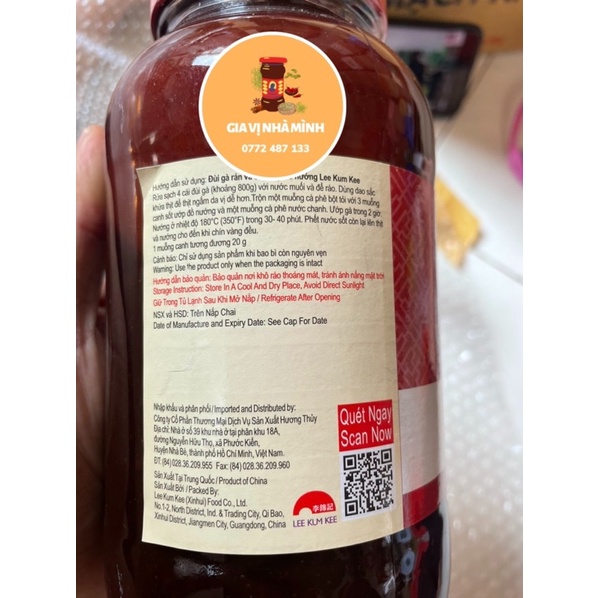 GIA VỊ NHÀ MÌNH
0772 487 133
Hướng dẫn sử dụng: Đùi gà rán và nướng Lee Kum Kee
Rửa sạch 4 cái đùi gà (khoảng 800g) với nước muối và để ráo. Dùng dao sắc
khứa thịt để thịt ngấm da vị dể hơn. Trộn một muỗng cà phê bột tỏi với 3 muỗng
canh sốt ướp đồ nướng và một muỗng cà phê nước chanh. Ướp gà trong 2 giờ.
Nướng ở nhiệt độ 180°C (350°F) trong 30- 40 phút. Phết nước sốt còn lại lên thịt
và nướng cho đến khi chín vàng đều.
1 muỗng canh tương đương 20 g
Cảnh báo: Chỉ sử dụng sản phẩm khi bao bì còn nguyên vẹn
Warning: Use the product only when the packaging is intact
Hướng dẫn bảo quản: Bảo quản nơi khô ráo thoáng mát, tránh ánh nắng mặt trời
Storage Instruction: Store In A Cool And Dry Place, Avoid Direct Sunlight
Giữ Trong Tủ Lạnh Sau Khi Mở Nắp / Refrigerate After Opening
NSX và HSD: Trên Nắp Chai
Date of Manufacture and Expiry Date: See Cap For Date
Nhập khẩu và phân phối / Imported and Distributed by:
Công ty Cổ Phần Thương Mại Dịch Vụ Sản Xuất Hương Thủy
Địa chỉ: Nhà ở số 39 khu nhà ở tại phân khu 18A,
đường Nguyễn Hữu Thọ, xã Phước Kiển,
Huyện Nhà Bè, thành phố Hồ Chí Minh, Việt Nam.
ĐT: (84) 028.36.209.955 Fax: (84) 028.36.209.960
Sản Xuất Tại Trung Quốc / Product of China
Sản Xuất Bởi / Packed By:
Lee Kum Kee (Xinhui) Food Co., Ltd.
No.1-2, North District, Ind. & Trading City, Qi Bao,
Xinhui District, Jiangmen City, Guangdong, China
Quét Ngay
Scan Now
李錦記
LEE KUM KEE